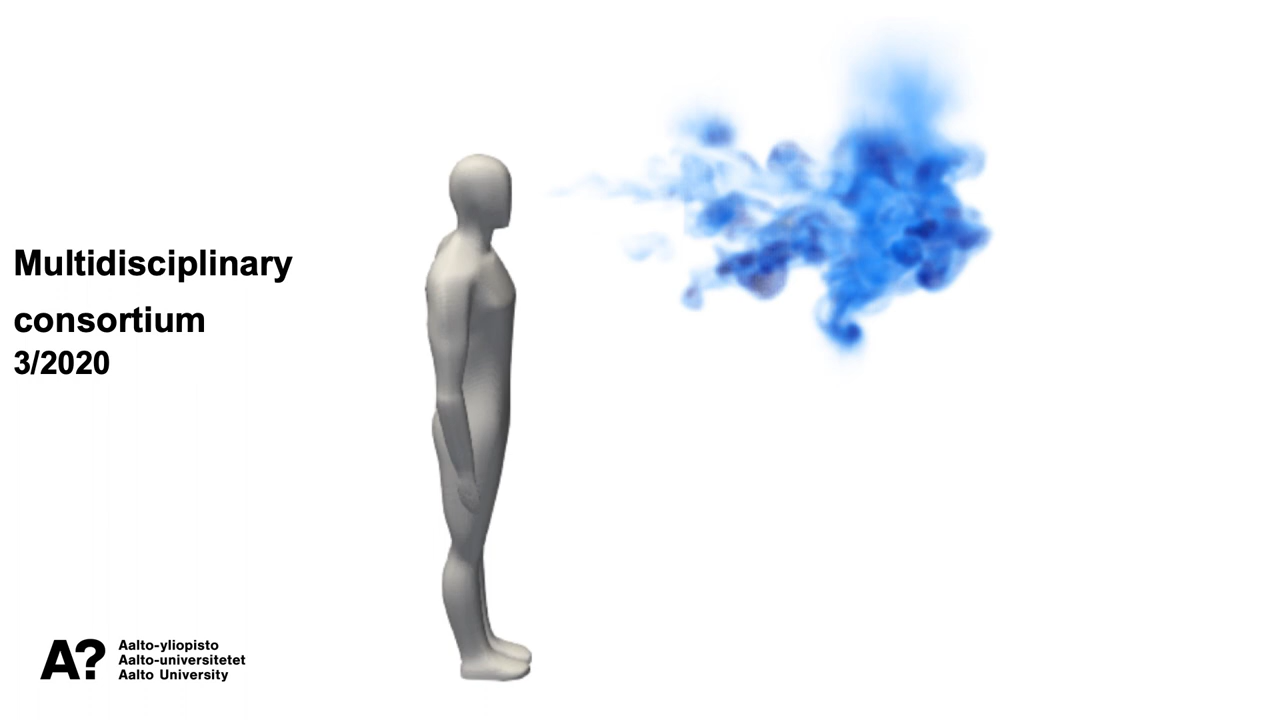 Multidisciplinary
consortium
3/2020
A?
Aalto-yliopisto
Aalto-universitetet
Aalto University